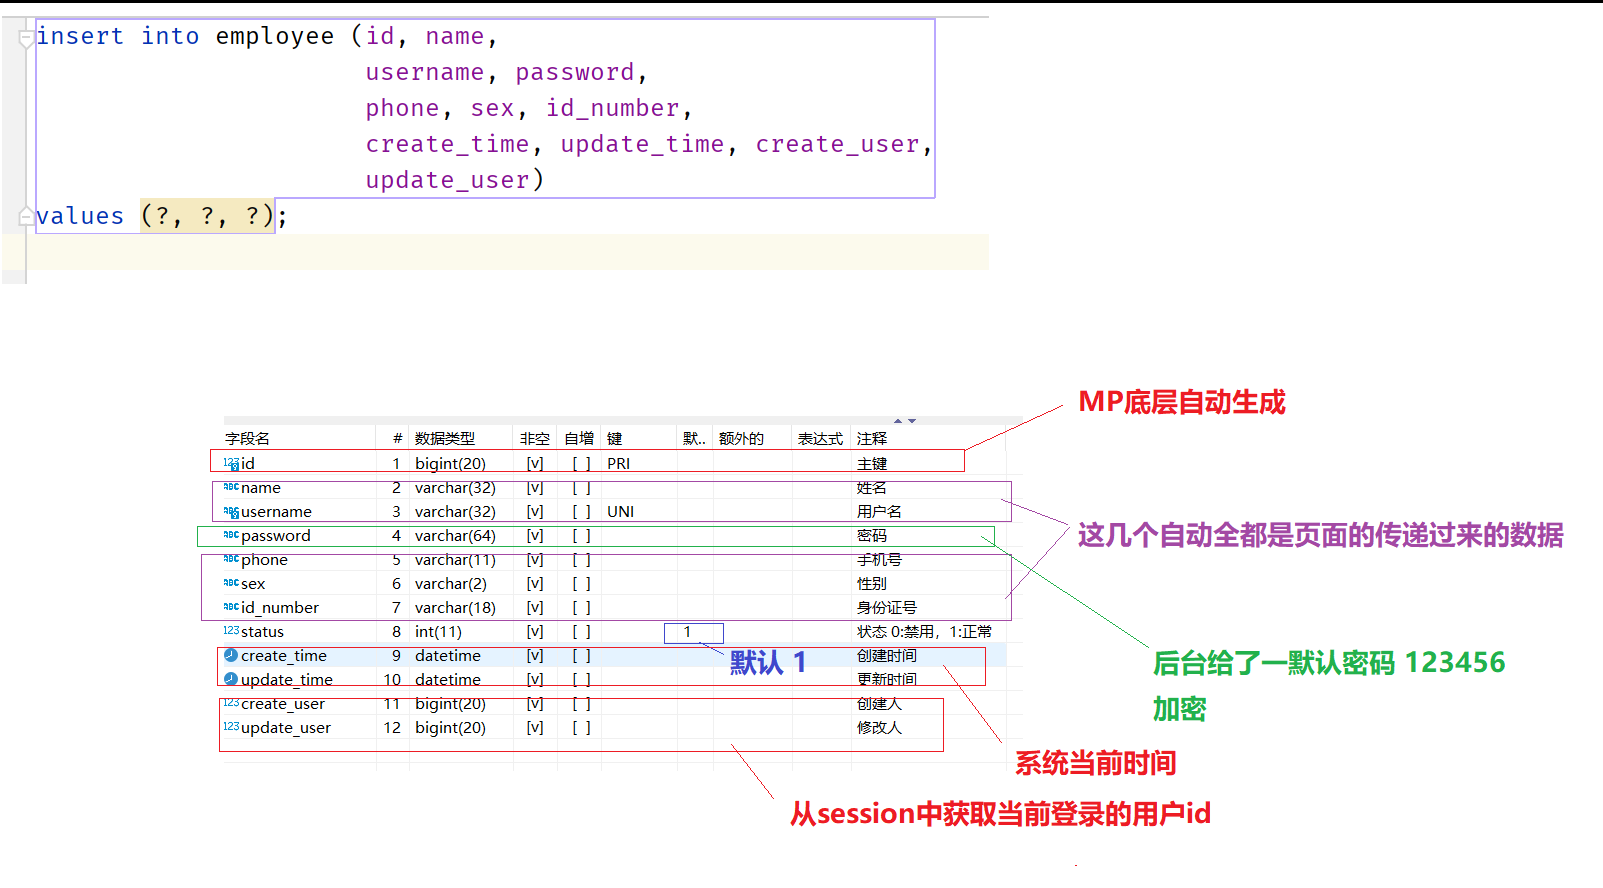 insert into employee (id, name,
username, password,
phone, sex, id_number,
create_time, update_time, create_user,
update_user)
values (?, ?, ?);
MP底层自动生成
字段名 # 数据类型 非空 自增 键 默.. 额外的 表达式 注释
123 id 1 bigint(20) [v] [ ] PRI 主键
ABC name 2 varchar(32) [v] [ ] 姓名
ABC username 3 varchar(32) [v] [ ] UNI 用户名
ABC password 4 varchar(64) [v] [ ] 密码
这几个自动全都是页面的传递过来的数据
ABC phone 5 varchar(11) [v] [ ] 手机号
ABC sex 6 varchar(2) [v] [ ] 性别
ABC id_number 7 varchar(18) [v] [ ] 身份证号
123 status 8 int(11) [v] [ ] 1 状态 0:禁用，1:正常
create_time 9 datetime [v] [ ] 创建时间
默认 1
后台给了一默认密码 123456
加密
update_time 10 datetime [v] [ ] 更新时间
123 create_user 11 bigint(20) [v] [ ] 创建人
123 update_user 12 bigint(20) [v] [ ] 修改人
系统当前时间
从session中获取当前登录的用户id